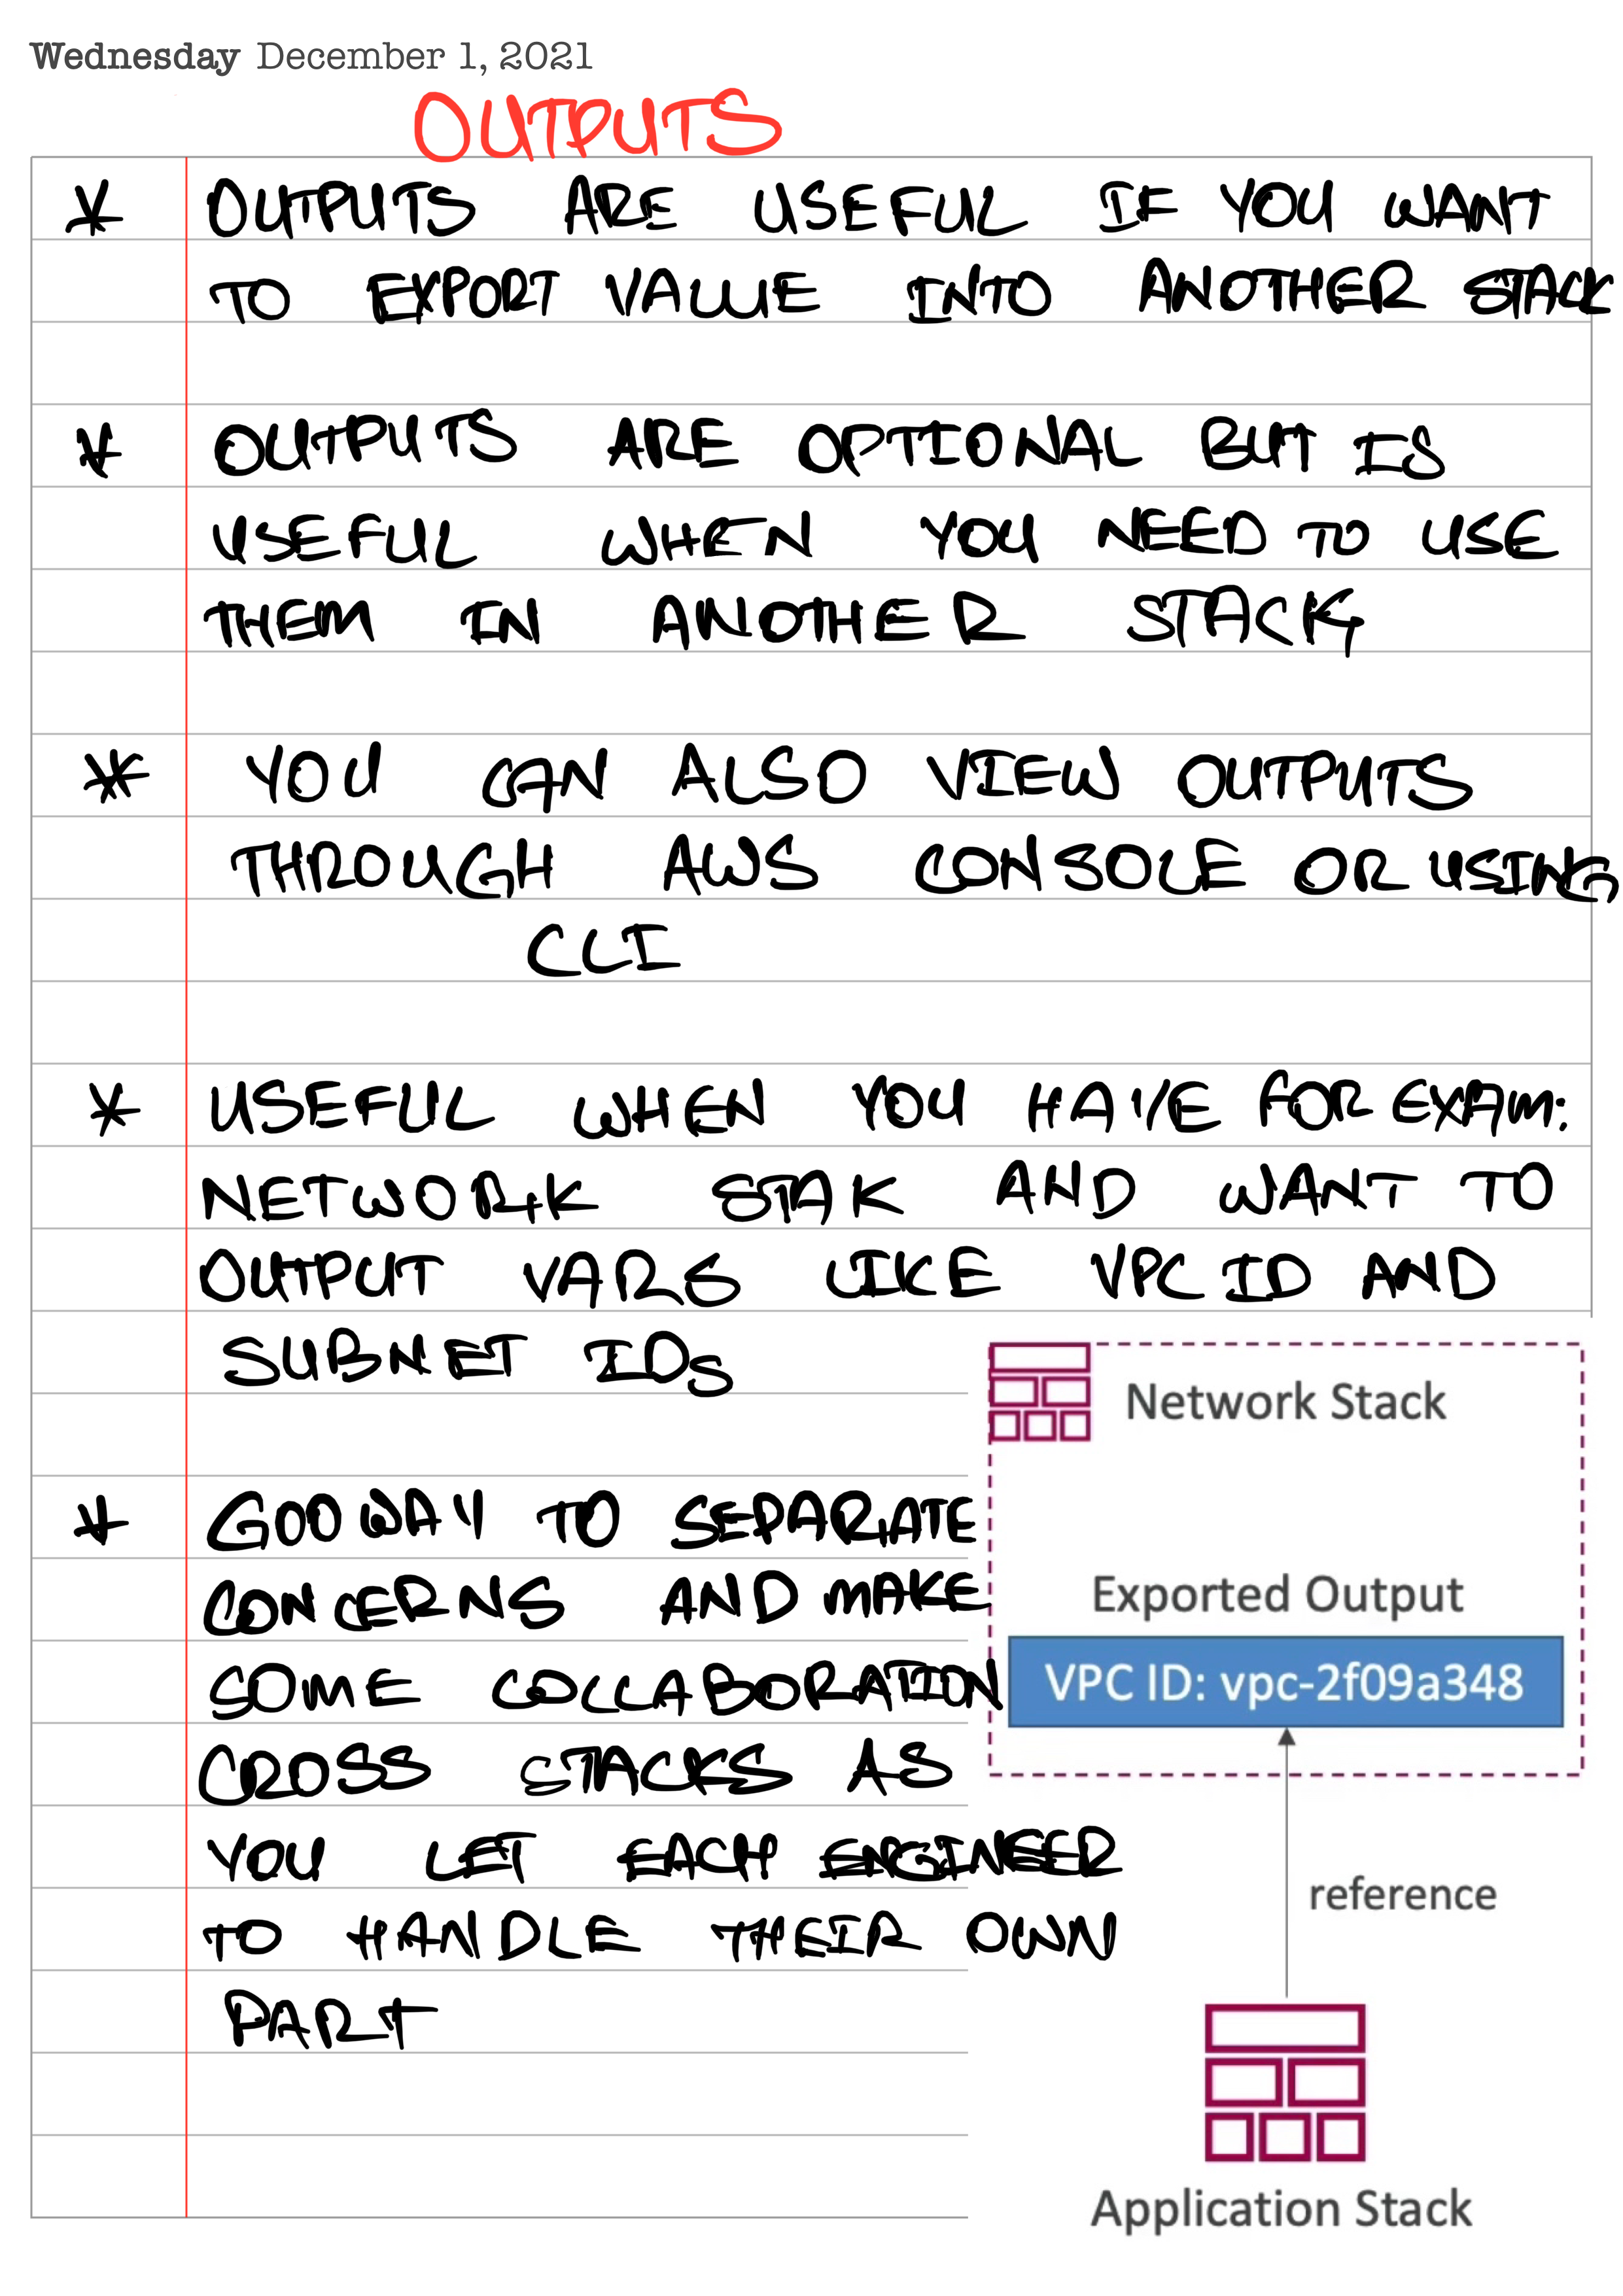 Wednesday December 1, 2021
OUTPUTS
* OUTPUTS ARE USEFUL IF YOU WANT
TO EXPORT VALUE INTO ANOTHER STACK
* OUTPUTS ARE OPTIONAL BUT IS
USEFUL WHEN YOU NEED TO USE
THEM IN ANOTHER STACK
* YOU CAN ALSO VIEW OUTPUTS
THROUGH AWS CONSOLE OR USING
CLI
* USEFUL WHEN YOU HAVE FOR EXAM:
NETWORK STAK AND WANT TO
OUTPUT VARS LIKE VPC ID AND
SUBNET IDs
* GOOWAY TO SEPARATE
CONCERNS AND MAKE
SOME COLLABORATION
CROSS STACKS AS
YOU LET EACH ENGINEER
TO HANDLE THEIR OWN
PART
Network Stack
Exported Output
VPC ID: vpc-2f09a348
reference
Application Stack